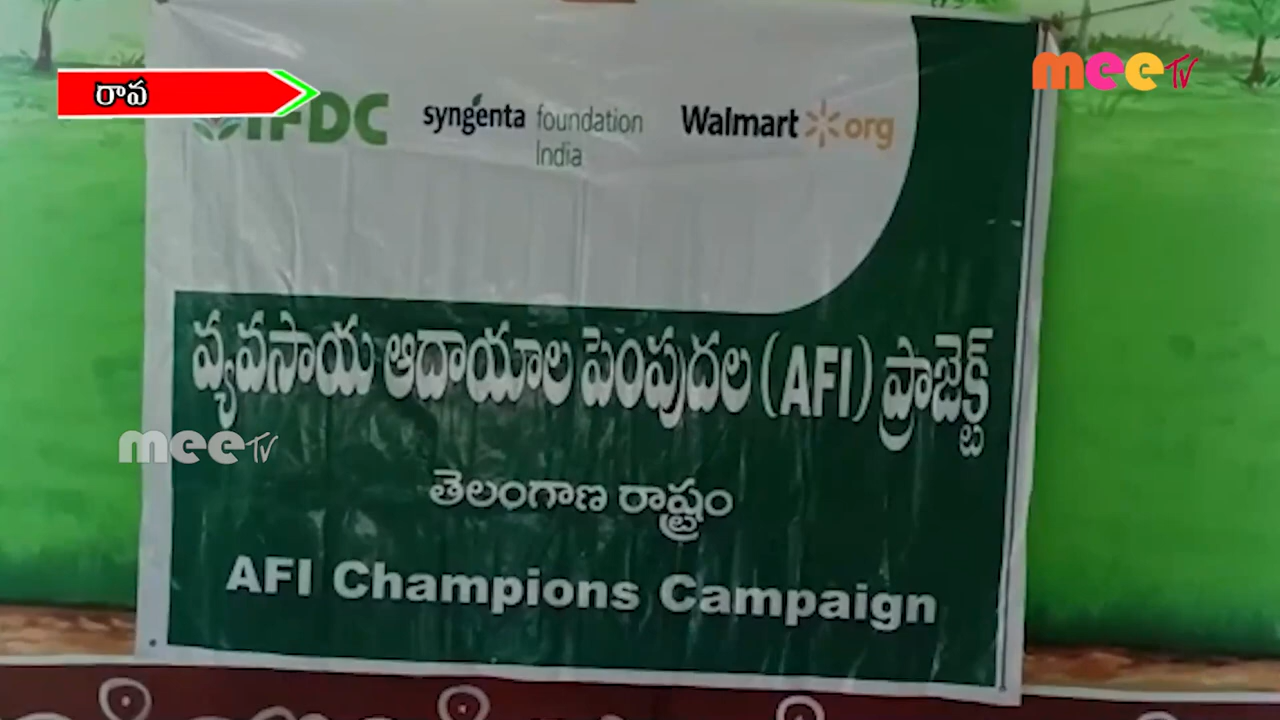 రావ
mee TV
IFDC
syngenta foundation India
Walmart org
వ్యవసాయ ఆదాయాల పెంపుదల (AFI) ప్రాజెక్ట్
mee TV
తెలంగాణ రాష్ట్రం
AFI Champions Campaign